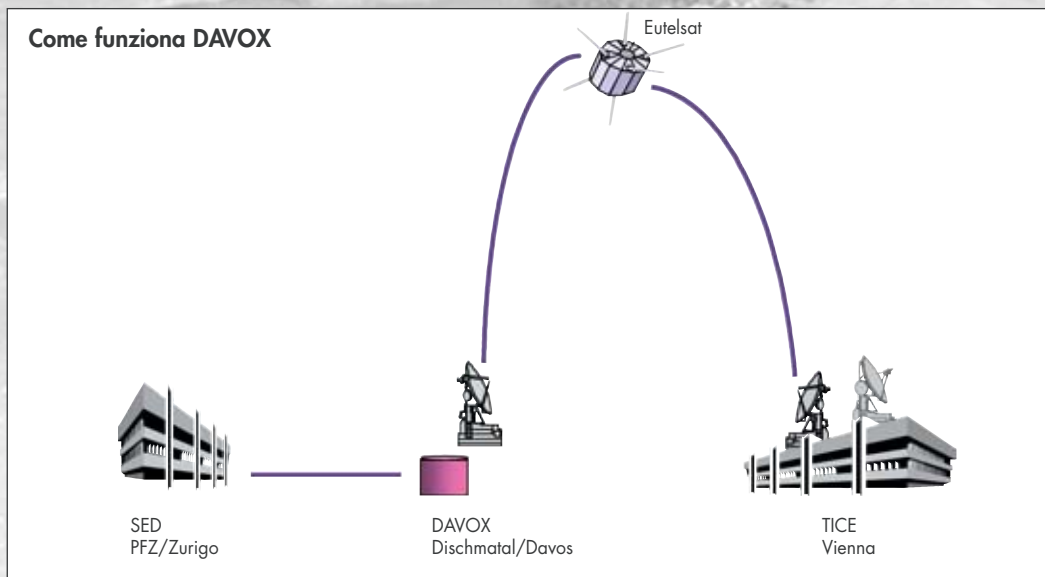 Come funziona DAVOX
Eutelsat
SED
PFZ/Zurigo
DAVOX
Dischmatal/Davos
TICE
Vienna